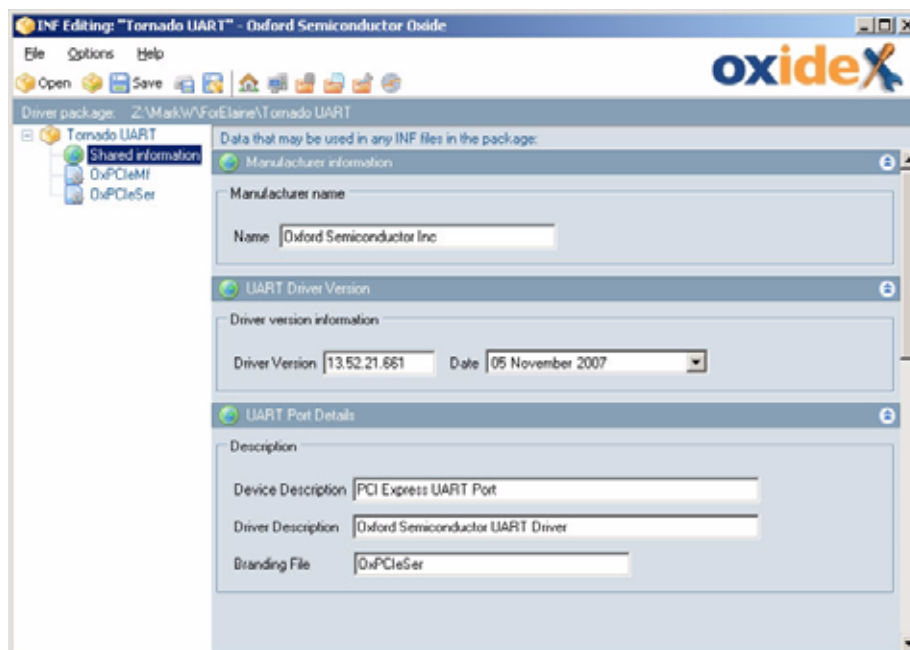 INF Editing: "Tornado UART" - Oxford Semiconductor Oxide
File Options Help
Open Save
oxideX
Driver package: Z:\MarkW\ForElaine\Tornado UART
Tornado UART
Shared information
OxPCIeMf
OxPCIeSer
Data that may be used in any INF files in the package:
Manufacturer information
Manufacturer name
Name Oxford Semiconductor Inc
UART Driver Version
Driver version information
Driver Version 13.52.21.661 Date 05 November 2007
UART Port Details
Description
Device Description PCI Express UART Port
Driver Description Oxford Semiconductor UART Driver
Branding File OxPCIeSer